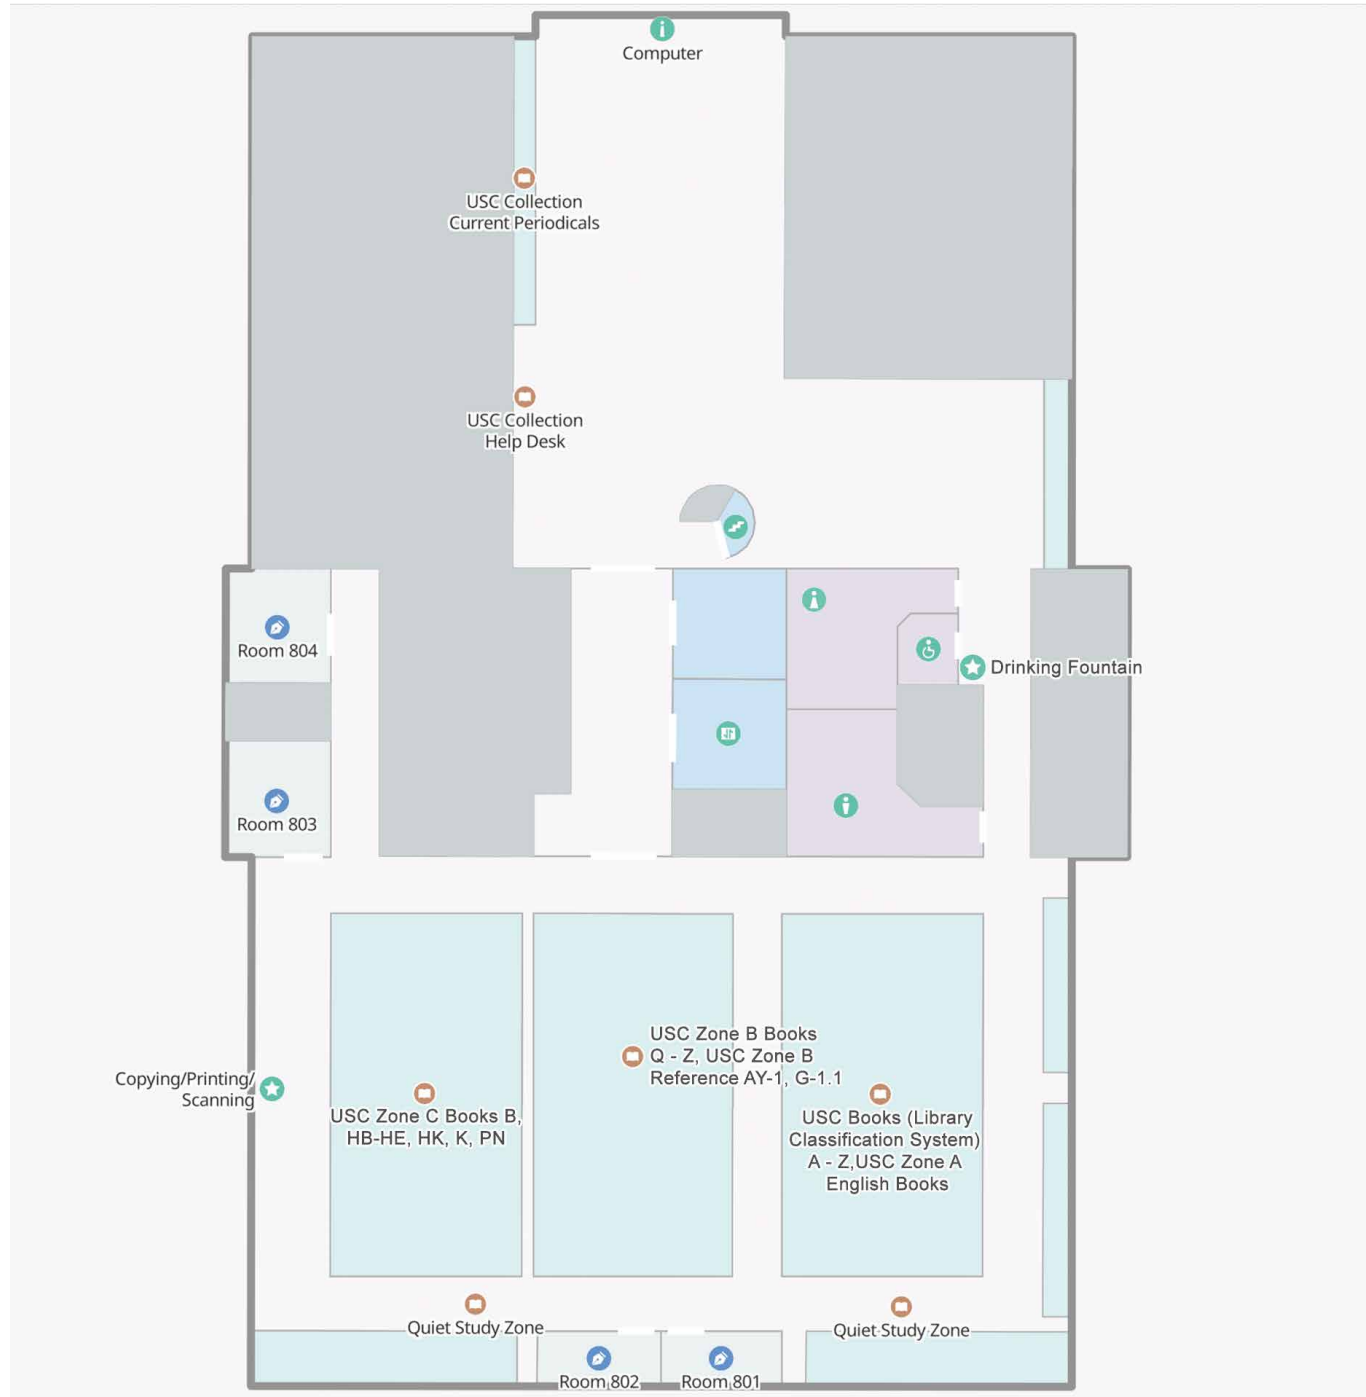 Computer
USC Collection
Current Periodicals
USC Collection
Help Desk
Room 804
Drinking Fountain
Room 803
USC Zone B Books
Q - Z, USC Zone B
Reference AY-1, G-1.1
Copying/Printing/
Scanning
USC Zone C Books B,
HB-HE, HK, K, PN
USC Books (Library
Classification System)
A - Z,USC Zone A
English Books
Quiet Study Zone
Quiet Study Zone
Room 802
Room 801